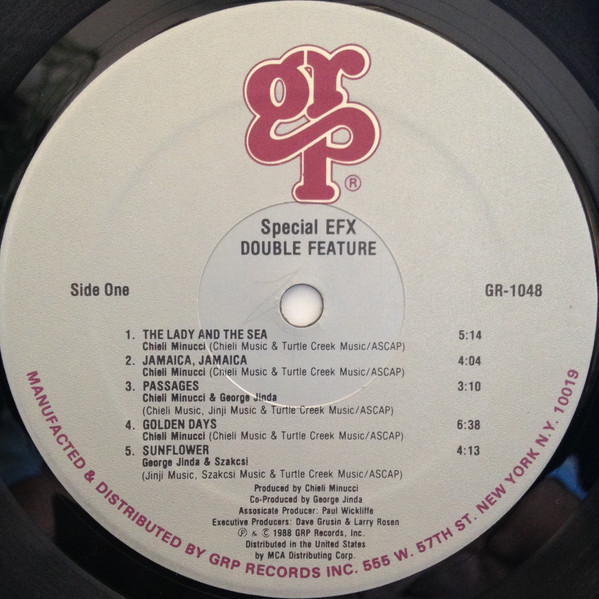 grp®
Special EFX
DOUBLE FEATURE
Side One
GR-1048
1. THE LADY AND THE SEA 5:14
Chieli Minucci (Chieli Music & Turtle Creek Music/ASCAP)
2. JAMAICA, JAMAICA 4:04
Chieli Minucci (Chieli Music & Turtle Creek Music/ASCAP)
3. PASSAGES 3:10
Chieli Minucci & George Jinda
(Chieli Music, Jinji Music & Turtle Creek Music/ASCAP)
4. GOLDEN DAYS 6:38
Chieli Minucci (Chieli Music & Turtle Creek Music/ASCAP)
5. SUNFLOWER 4:13
George Jinda & Szakcsi
(Jinji Music, Szakcsi Music & Turtle Creek Music/ASCAP)
Produced by Chieli Minucci
Co-Produced by George Jinda
Assosicate Producer: Paul Wickliffe
Executive Producers: Dave Grusin & Larry Rosen
℗ & © 1988 GRP Records, Inc.
Distributed in the United States
by MCA Distributing Corp.
MANUFACTED & DISTRIBUTED BY GRP RECORDS INC. 555 W. 57TH ST. NEW YORK N.Y. 10019